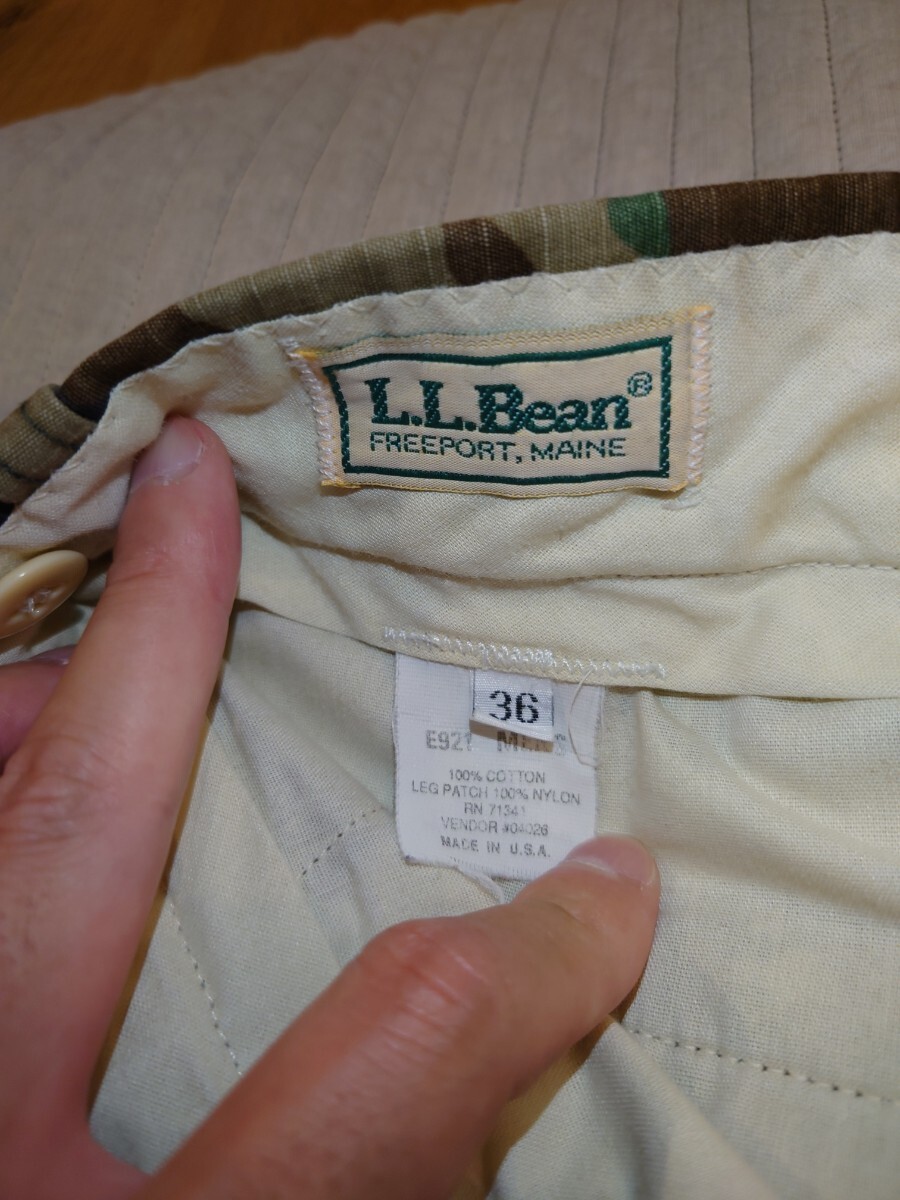 L.L.Bean®
FREEPORT, MAINE
36
E921
100% COTTON
LEG PATCH 100% NYLON
RN 71341
VENDOR #04026
MADE IN U.S.A.